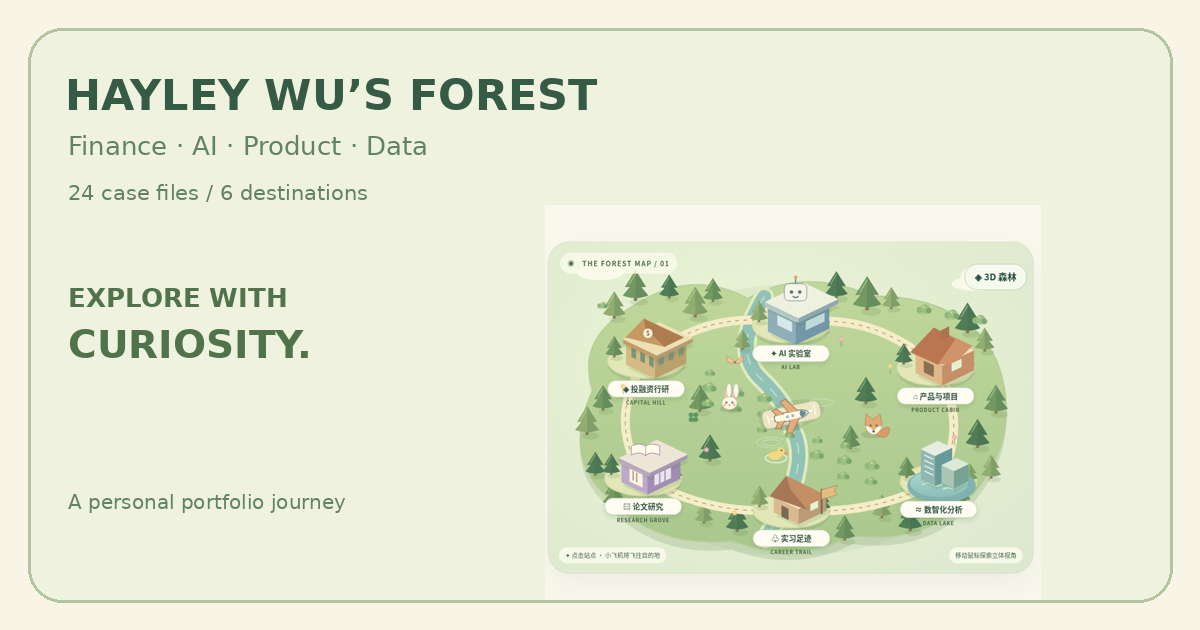 HAYLEY WU’S FOREST
Finance · AI · Product · Data
24 case files / 6 destinations
EXPLORE WITH
CURIOSITY.
A personal portfolio journey
THE FOREST MAP / 01
3D 森林
$
AI 实验室
AI LAB
投融资行研
CAPITAL HILL
产品与项目
PRODUCT CABIN
论文研究
RESEARCH GROVE
数智化分析
DATA LAKE
实习足迹
CAREER TRAIL
点击站点 · 小飞机将飞往目的地
移动鼠标探索立体视角